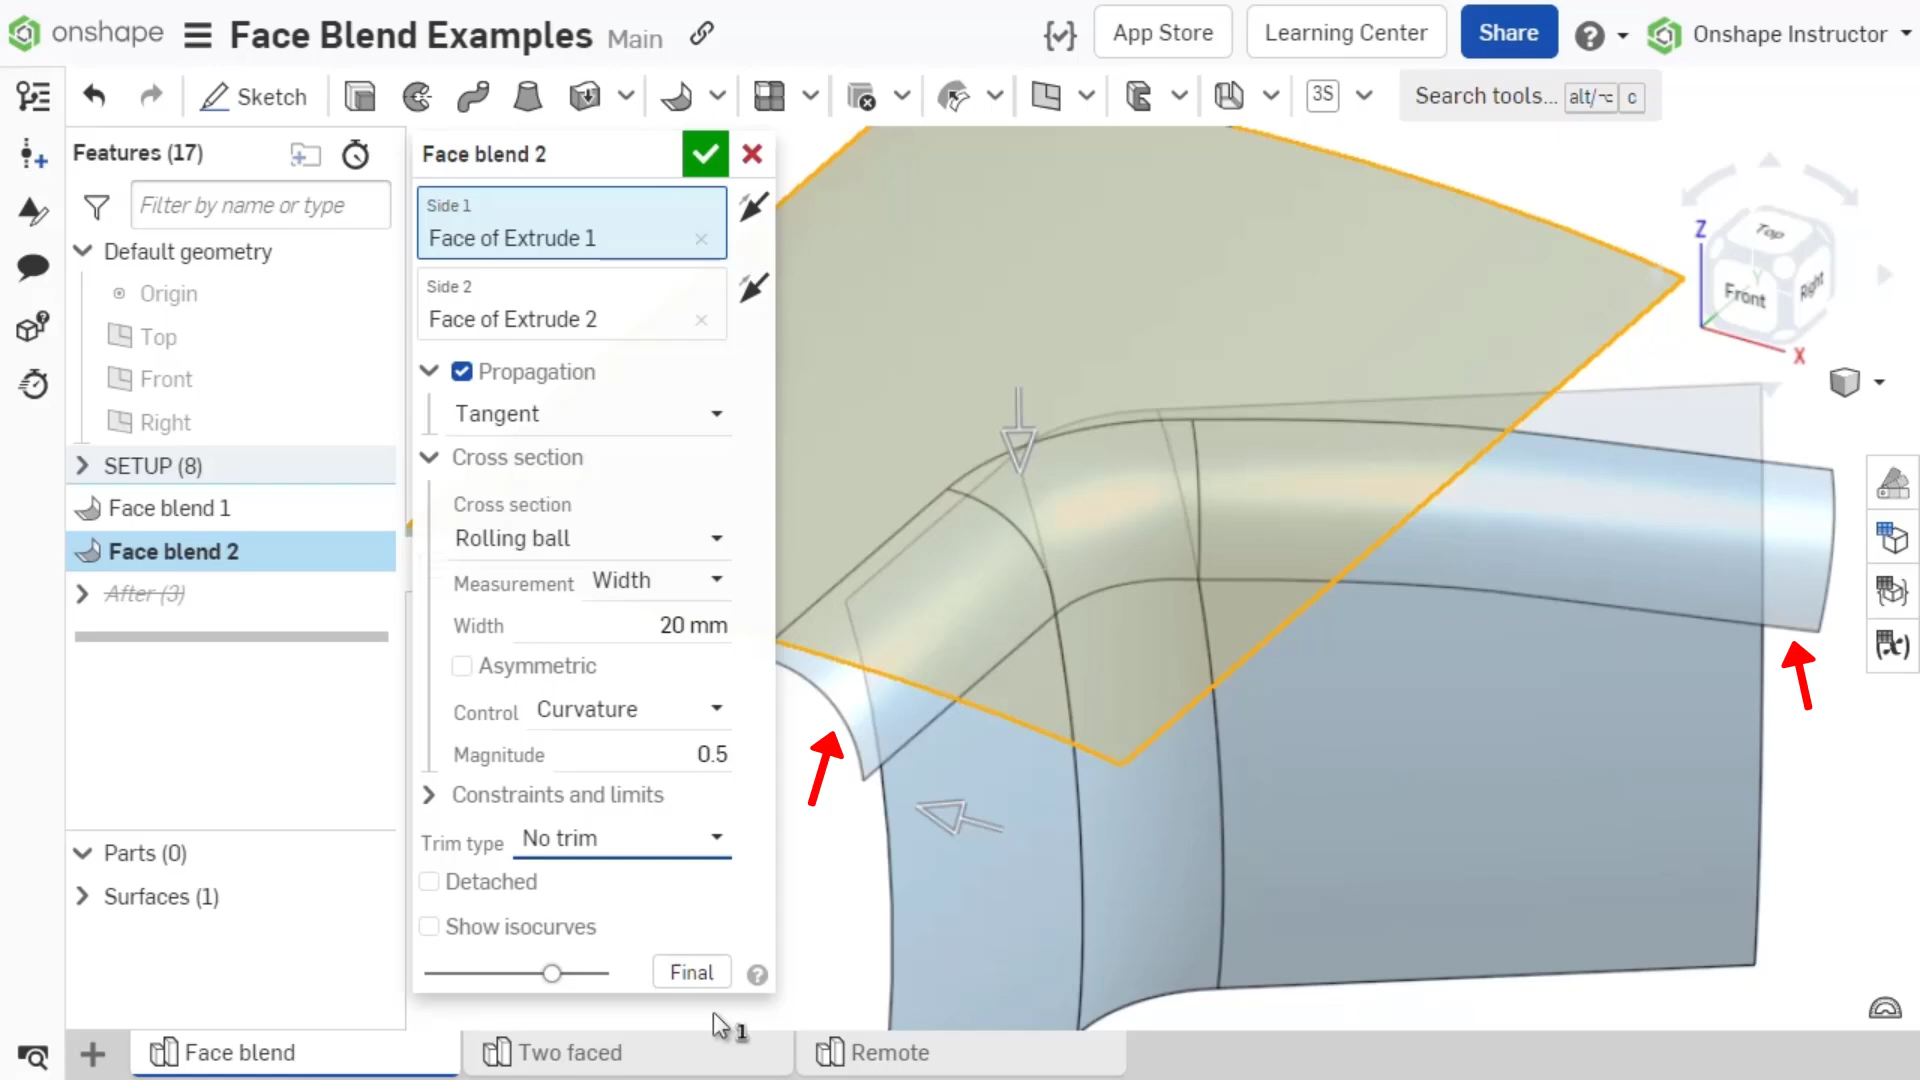 onshape Face Blend Examples Main App Store Learning Center Share Onshape Instructor
Sketch 3S Search tools... alt/⌥ c
Features (17)
Filter by name or type
Default geometry
Origin
Top
Front
Right
SETUP (8)
Face blend 1
Face blend 2
After (3)
Parts (0)
Surfaces (1)
Face blend 2
Side 1
Face of Extrude 1
Side 2
Face of Extrude 2
Propagation
Tangent
Cross section
Cross section
Rolling ball
Measurement Width
Width 20 mm
Asymmetric
Control Curvature
Magnitude 0.5
Constraints and limits
Trim type No trim
Detached
Show isocurves
Final
1
Z
Top
Y
Front
Right
X
Face blend Two faced Remote